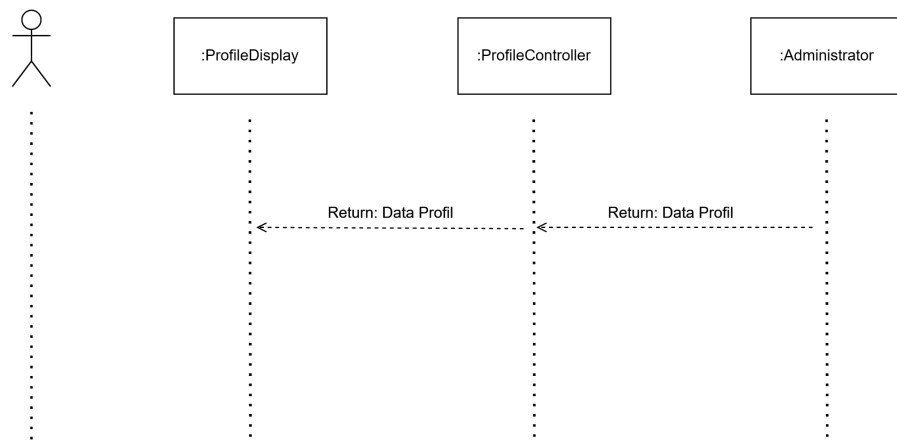 :ProfileDisplay
:ProfileController
:Administrator
Return: Data Profil
Return: Data Profil